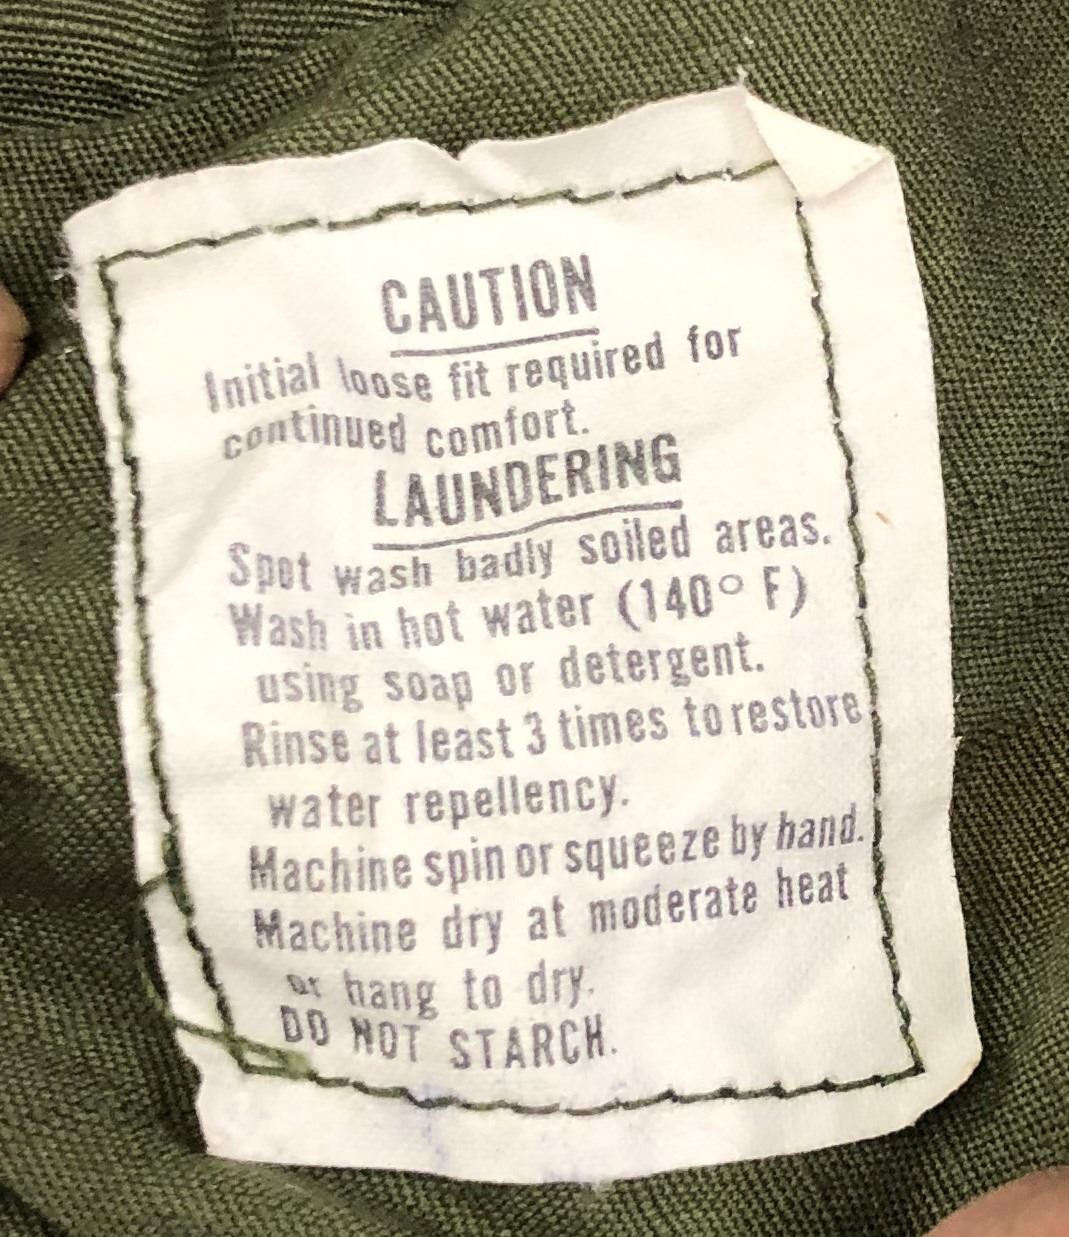 CAUTION
Initial loose fit required for
continued comfort.
LAUNDERING
Spot wash badly soiled areas.
Wash in hot water (140° F)
using soap or detergent.
Rinse at least 3 times to restore
water repellency.
Machine spin or squeeze by hand.
Machine dry at moderate heat
or hang to dry.
DO NOT STARCH.